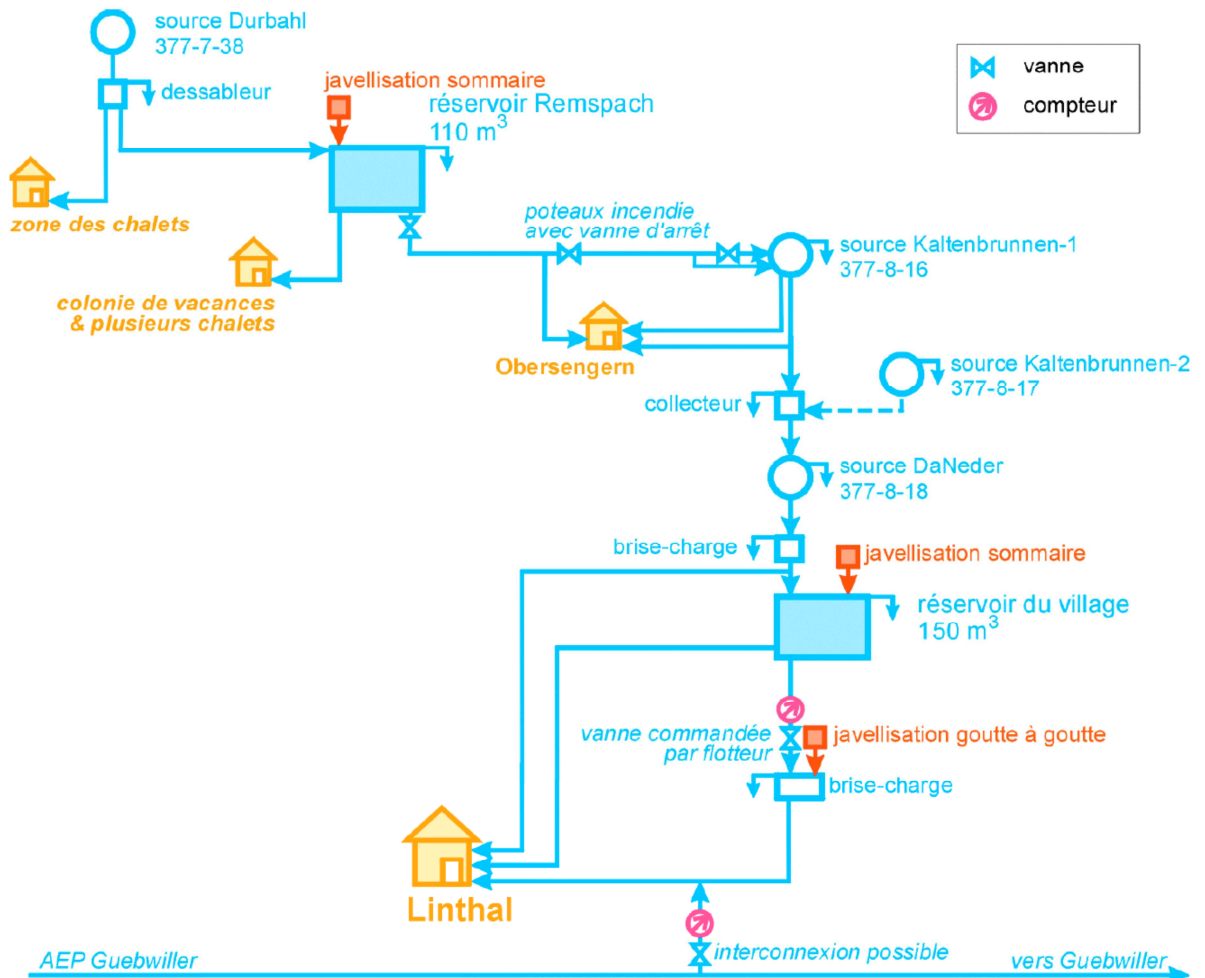 source Durbahl
377-7-38
dessableur
javellisation sommaire
réservoir Remspach
110 m³
vanne
compteur
zone des chalets
colonie de vacances
& plusieurs chalets
poteaux incendie
avec vanne d'arrêt
source Kaltenbrunnen-1
377-8-16
Obersengern
source Kaltenbrunnen-2
377-8-17
collecteur
source DaNeder
377-8-18
brise-charge
javellisation sommaire
réservoir du village
150 m³
vanne commandée
par flotteur
javellisation goutte à goutte
brise-charge
Linthal
interconnexion possible
AEP Guebwiller
vers Guebwiller